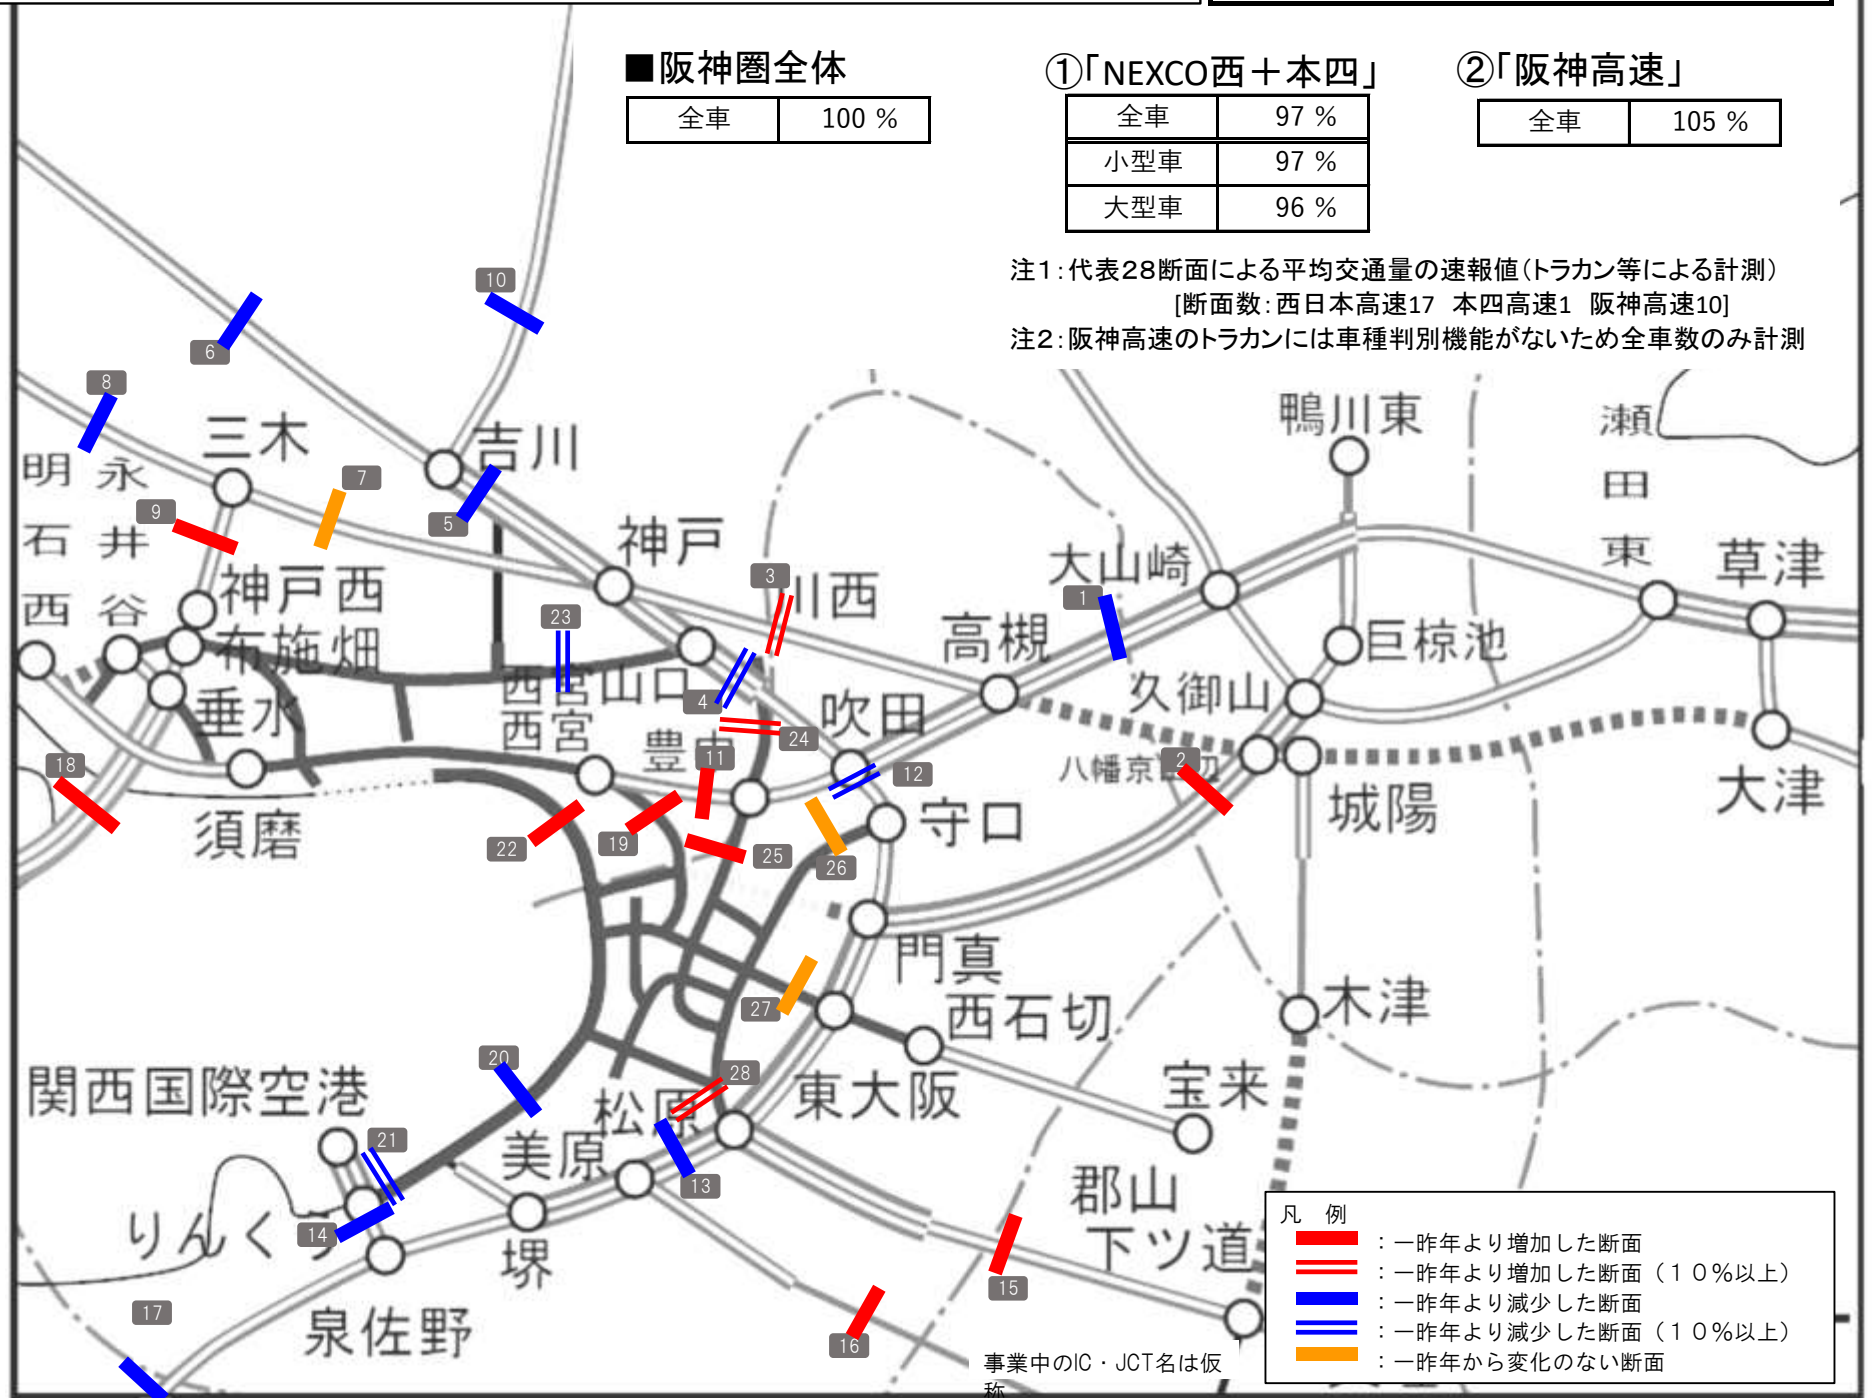 ■阪神圏全体
全車 100 %
①「NEXCO西＋本四」
全車 97 %
小型車 97 %
大型車 96 %
②「阪神高速」
全車 105 %
注１：代表２８断面による平均交通量の速報値（トラカン等による計測）
[断面数：西日本高速17 本四高速1 阪神高速10]
注２：阪神高速のトラカンには車種判別機能がないため全車数のみ計測
10
6
8
三木
吉川
鴨川東
瀬田東
明石西
永井谷
7
9
5
神戸
大山崎
草津
神戸西
3
川西
1
布施畑
23
高槻
巨椋池
西宮山口
4
久御山
垂水
西宮
24
吹田
豊中
11
12
18
八幡京田辺
2
大津
須磨
22
19
25
26
守口
城陽
門真
27
西石切
木津
20
28
関西国際空港
松原
東大阪
宝来
21
美原
13
郡山下ツ道
りんくう
14
堺
15
17
泉佐野
16
事業中のIC・JCT名は仮
称
凡 例
：一昨年より増加した断面
：一昨年より増加した断面（１０％以上）
：一昨年より減少した断面
：一昨年より減少した断面（１０％以上）
：一昨年から変化のない断面